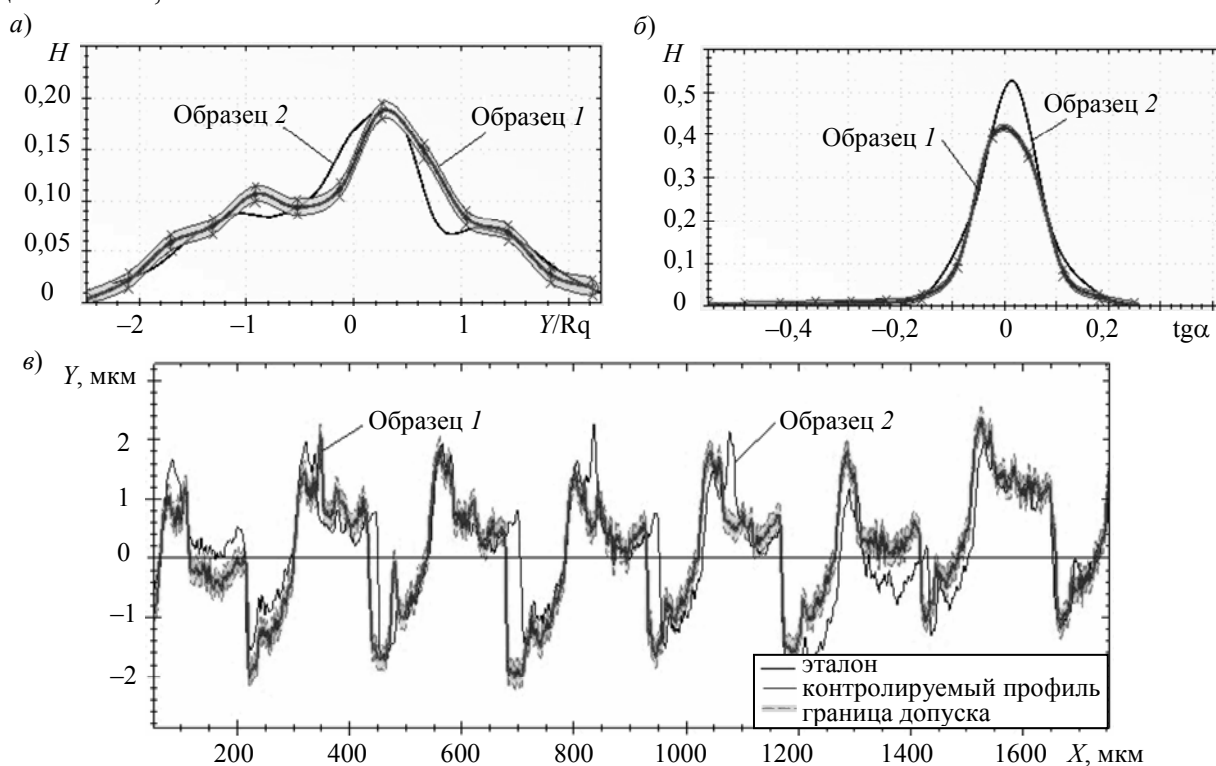 а)
H
0,20
0,15
0,10
0,05
0
Образец 2
Образец 1
–2
–1
0
1
Y/Rq
б)
H
0,5
0,4
0,3
0,2
0,1
0
Образец 2
Образец 1
–0,4
–0,2
0
0,2
tgα
в)
Y, мкм
2
1
0
–1
–2
Образец 1
Образец 2
эталон
контролируемый профиль
граница допуска
200
400
600
800
1000
1200
1400
1600
X, мкм